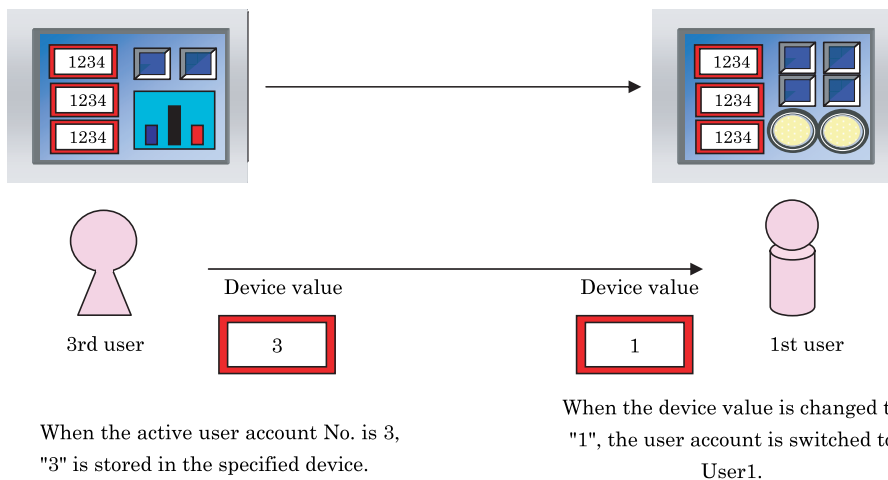 1234
1234
1234
1234
1234
1234
Device value
Device value
3rd user
3
1
1st user
When the active user account No. is 3,
"3" is stored in the specified device.
When the device value is changed t
"1", the user account is switched to
User1.